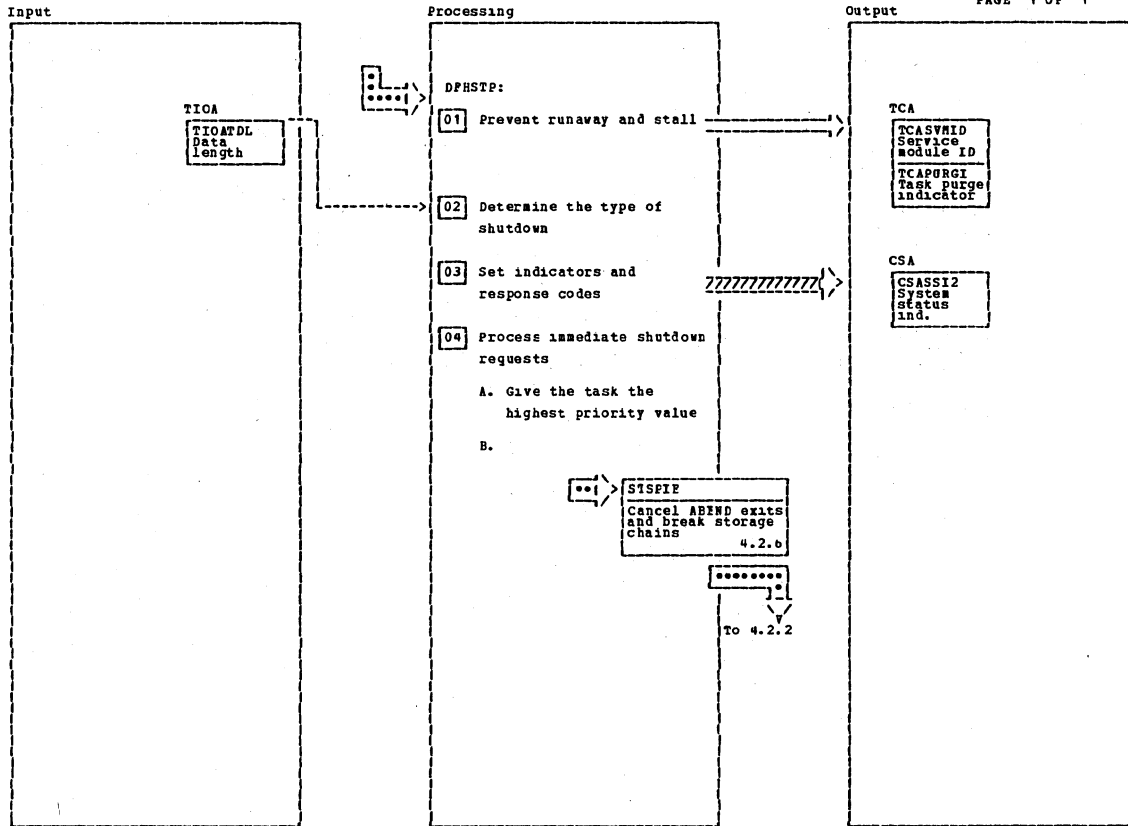 PAGE 1 OF 1
Input
Processing
Output
DFHSTP:
TIOA
TIOATDL
Data
length
01 Prevent runaway and stall
TCA
TCASVMID
Service
module ID
TCAPURGI
Task purge
indicator
02 Determine the type of
shutdown
03 Set indicators and
response codes
CSA
CSASSI2
System
status
ind.
04 Process immediate shutdown
requests
A. Give the task the
highest priority value
B.
STSPIE
Cancel ABEND exits
and break storage
chains
4.2.6
To 4.2.2